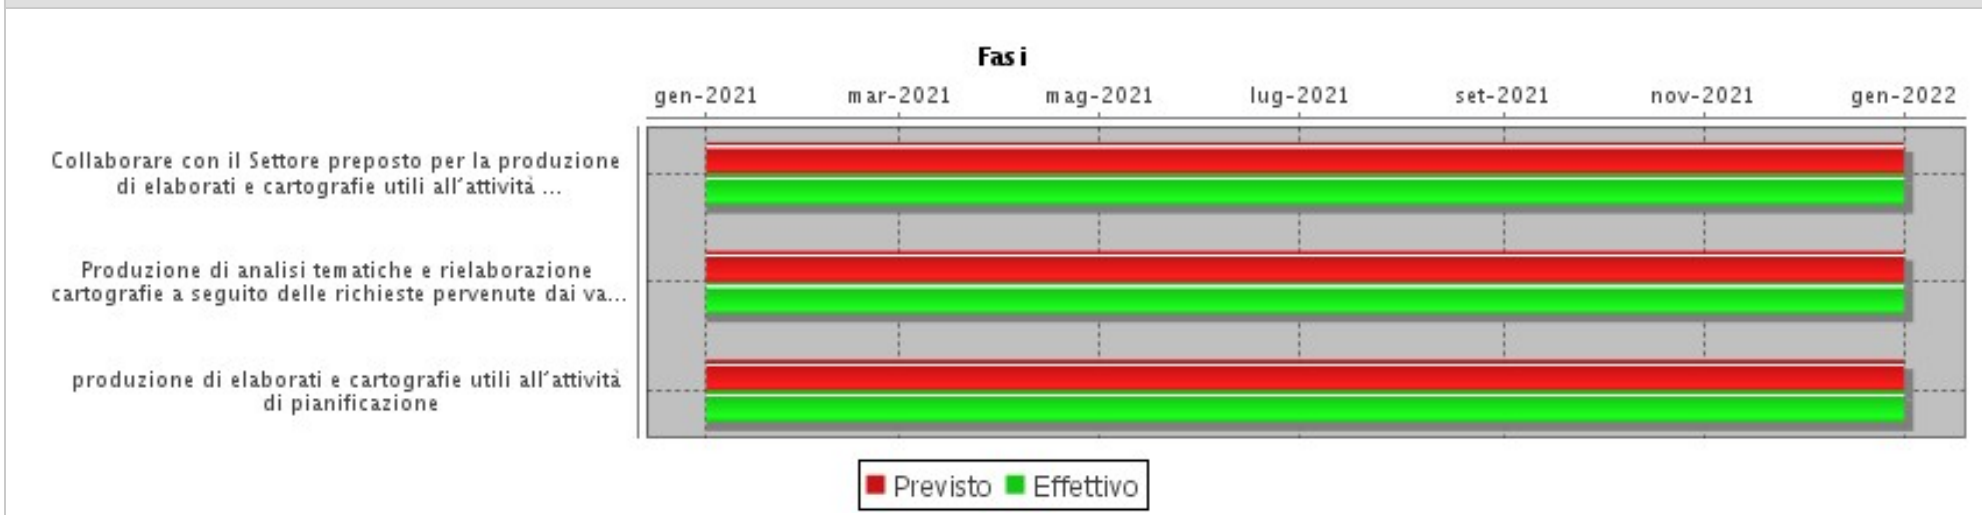 Fasi
gen-2021 mar-2021 mag-2021 lug-2021 set-2021 nov-2021 gen-2022
Collaborare con il Settore preposto per la produzione
di elaborati e cartografie utili all'attività ...
Produzione di analisi tematiche e rielaborazione
cartografie a seguito delle richieste pervenute dai va...
produzione di elaborati e cartografie utili all'attività
di pianificazione
Previsto Effettivo